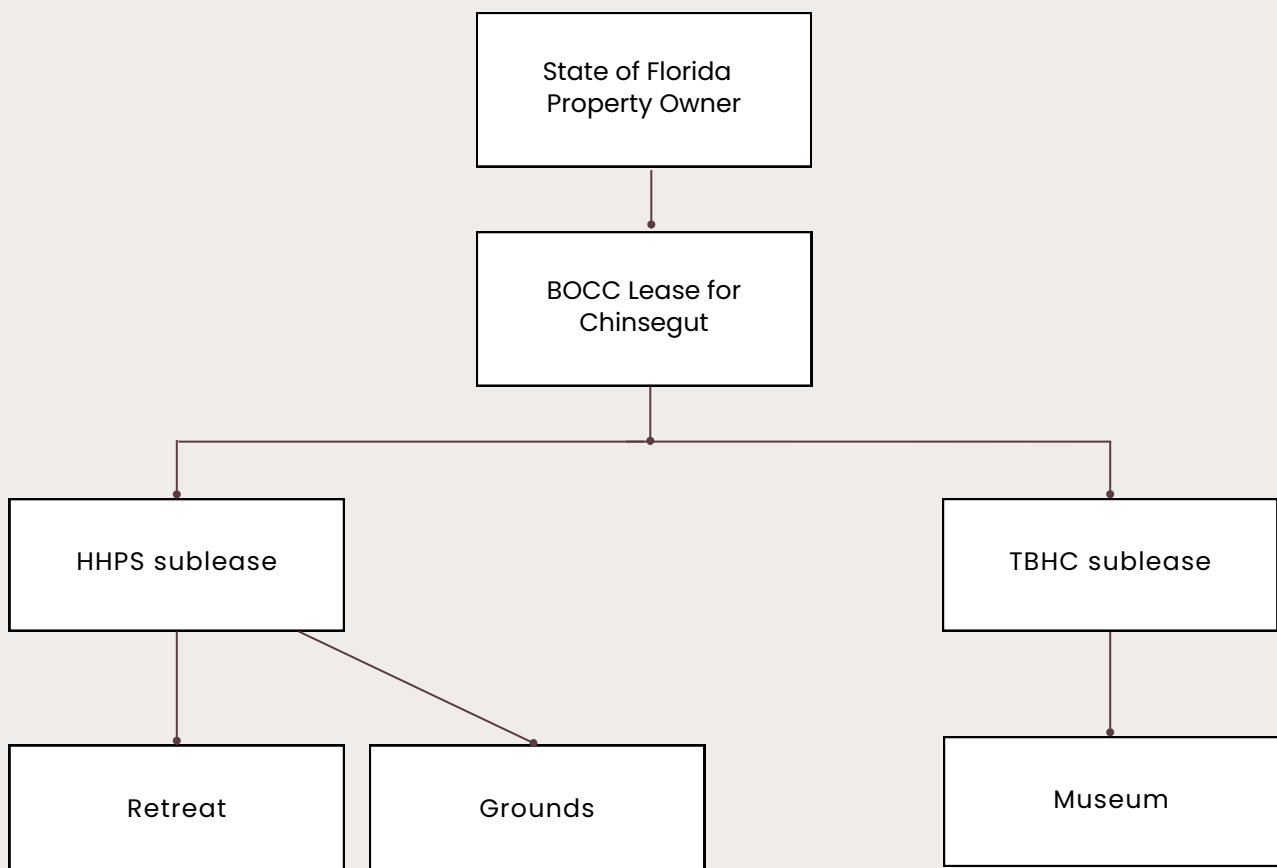 State of Florida
Property Owner
BOCC Lease for
Chinsegut
HHPS sublease
TBHC sublease
Retreat
Grounds
Museum